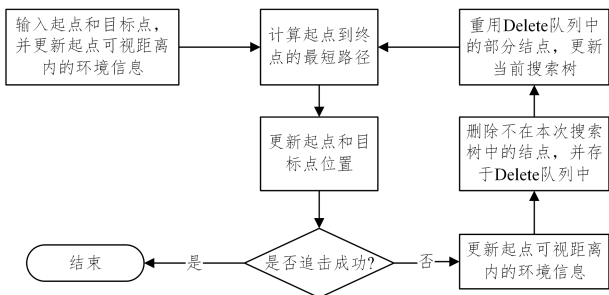 输入起点和目标点，
并更新起点可视距离
内的环境信息
计算起点到终
点的最短路径
重用Delete队列中
的部分结点，更新
当前搜索树
更新起点和目
标点位置
删除不在本次搜索
树中的结点，并存
于Delete队列中
结束
是
是否追击成功?
否
更新起点可视距离
内的环境信息